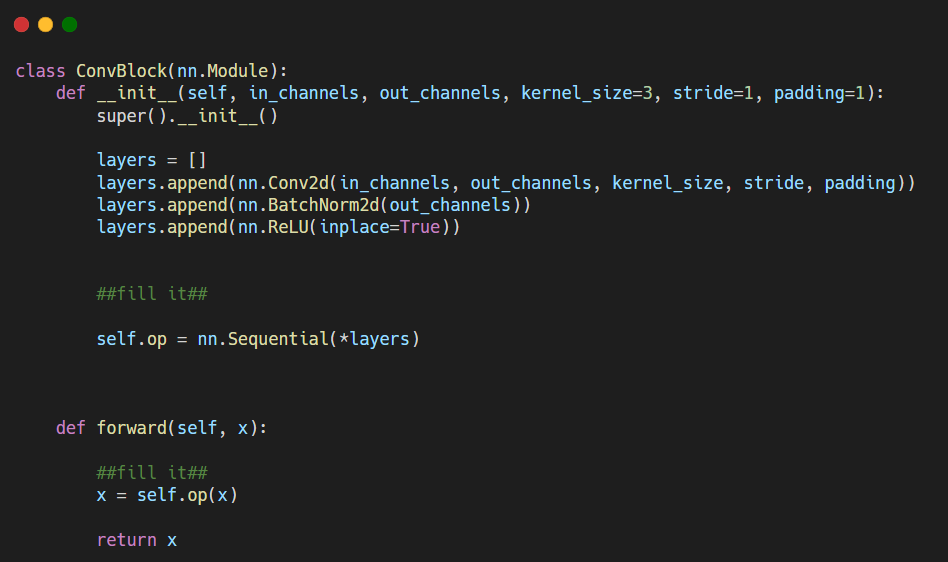 class ConvBlock(nn.Module):
    def __init__(self, in_channels, out_channels, kernel_size=3, stride=1, padding=1):
        super().__init__()
        layers = []
        layers.append(nn.Conv2d(in_channels, out_channels, kernel_size, stride, padding))
        layers.append(nn.BatchNorm2d(out_channels))
        layers.append(nn.ReLU(inplace=True))
        ##fill it##
        self.op = nn.Sequential(*layers)
    def forward(self, x):
        ##fill it##
        x = self.op(x)
        return x